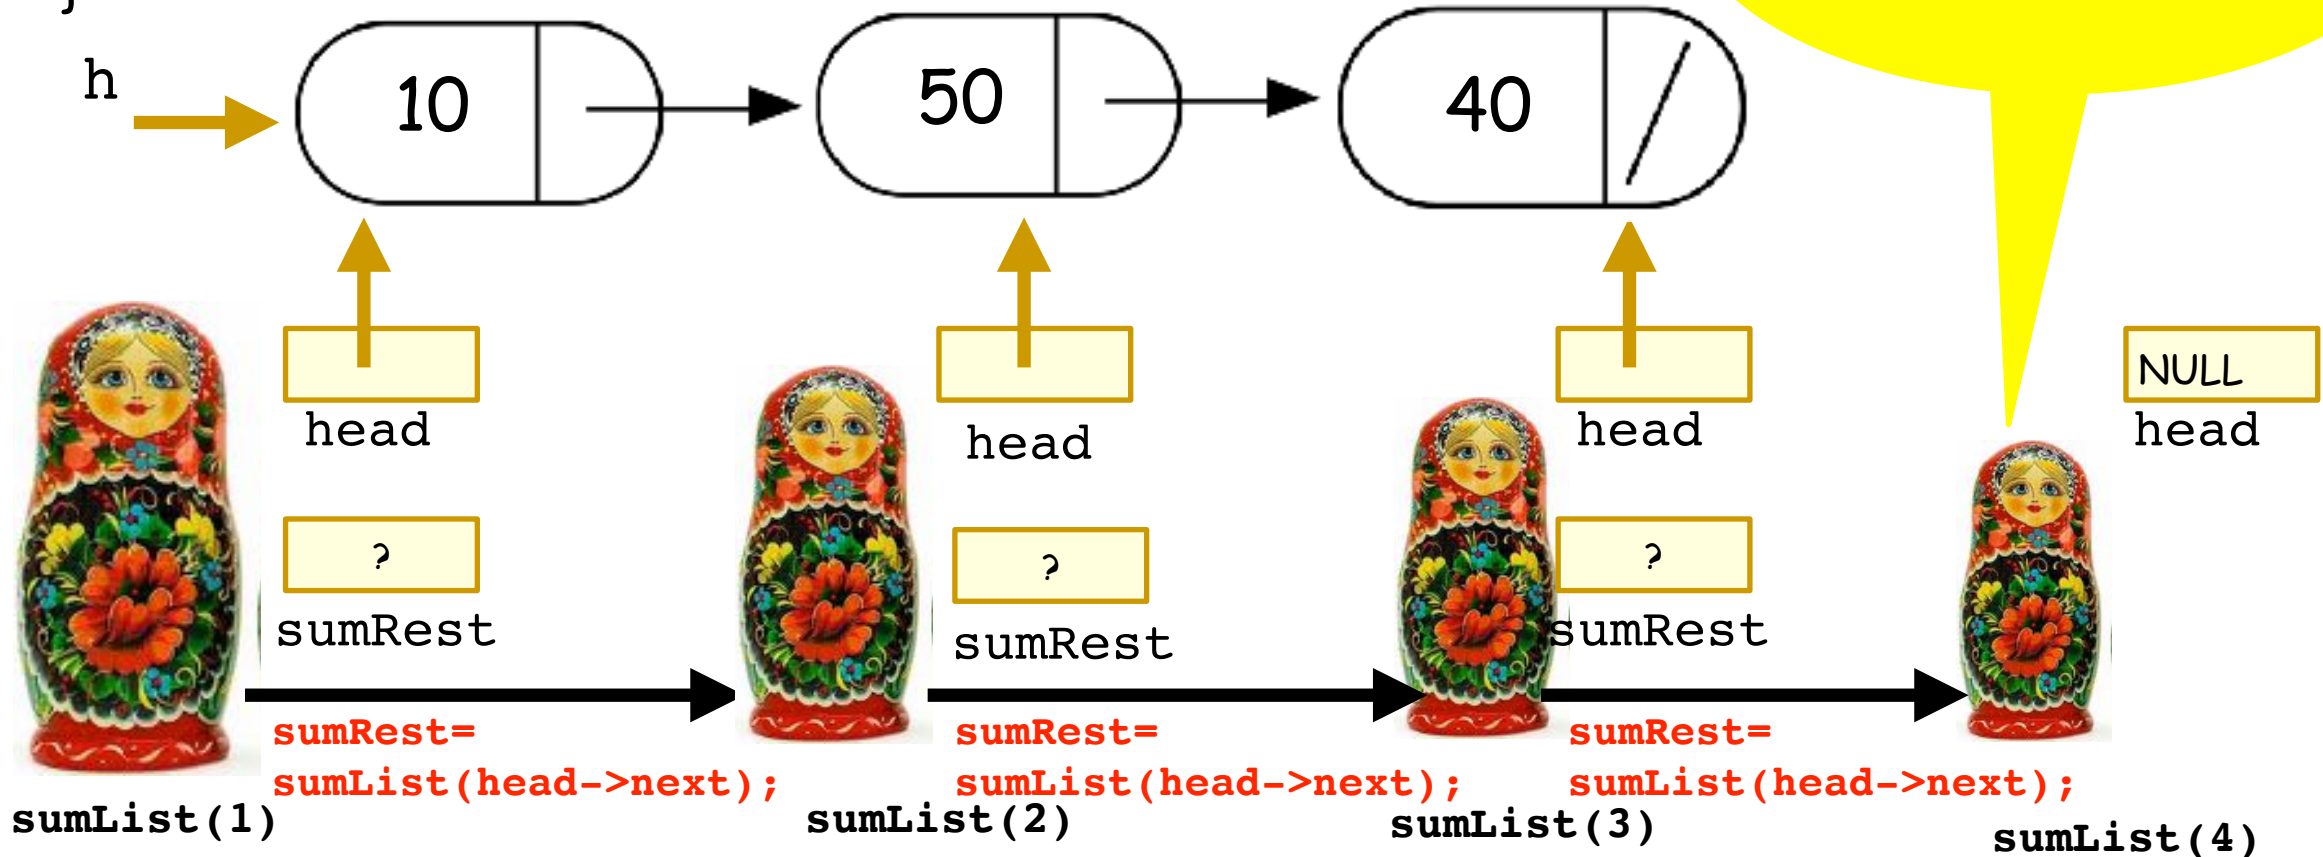 }
h
10
50
40
NULL
head
head
head
head
?
?
?
sumRest
sumRest
sumRest
sumRest=
sumList(head->next);
sumRest=
sumList(head->next);
sumRest=
sumList(head->next);
sumList(1)
sumList(2)
sumList(3)
sumList(4)